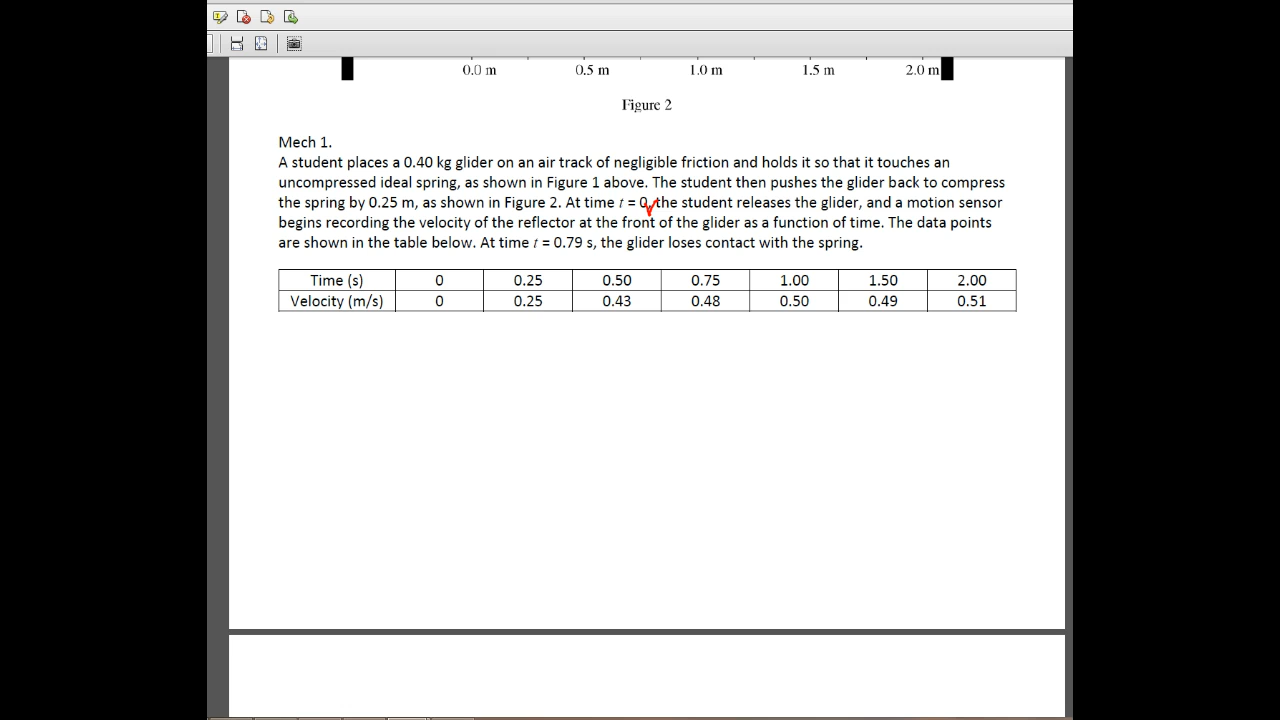 0.0 m 0.5 m 1.0 m 1.5 m 2.0 m
Figure 2
Mech 1.
A student places a 0.40 kg glider on an air track of negligible friction and holds it so that it touches an
uncompressed ideal spring, as shown in Figure 1 above. The student then pushes the glider back to compress
the spring by 0.25 m, as shown in Figure 2. At time t = 0, the student releases the glider, and a motion sensor
begins recording the velocity of the reflector at the front of the glider as a function of time. The data points
are shown in the table below. At time t = 0.79 s, the glider loses contact with the spring.
Time (s) 0 0.25 0.50 0.75 1.00 1.50 2.00
Velocity (m/s) 0 0.25 0.43 0.48 0.50 0.49 0.51